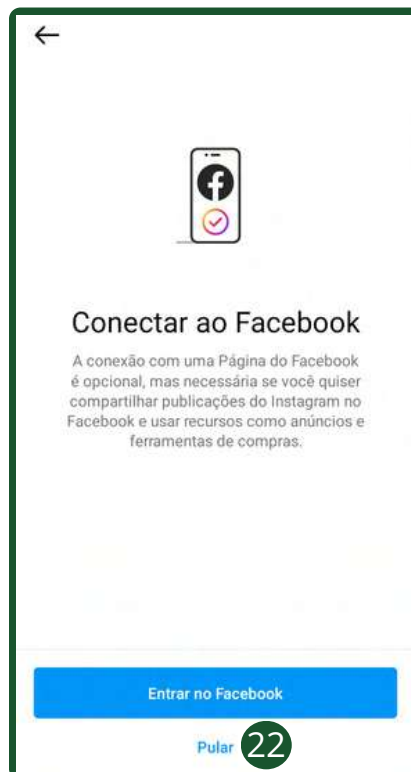 Conectar ao Facebook
A conexão com uma Página do Facebook
é opcional, mas necessária se você quiser
compartilhar publicações do Instagram no
Facebook e usar recursos como anúncios e
ferramentas de compras.
Entrar no Facebook
Pular 22